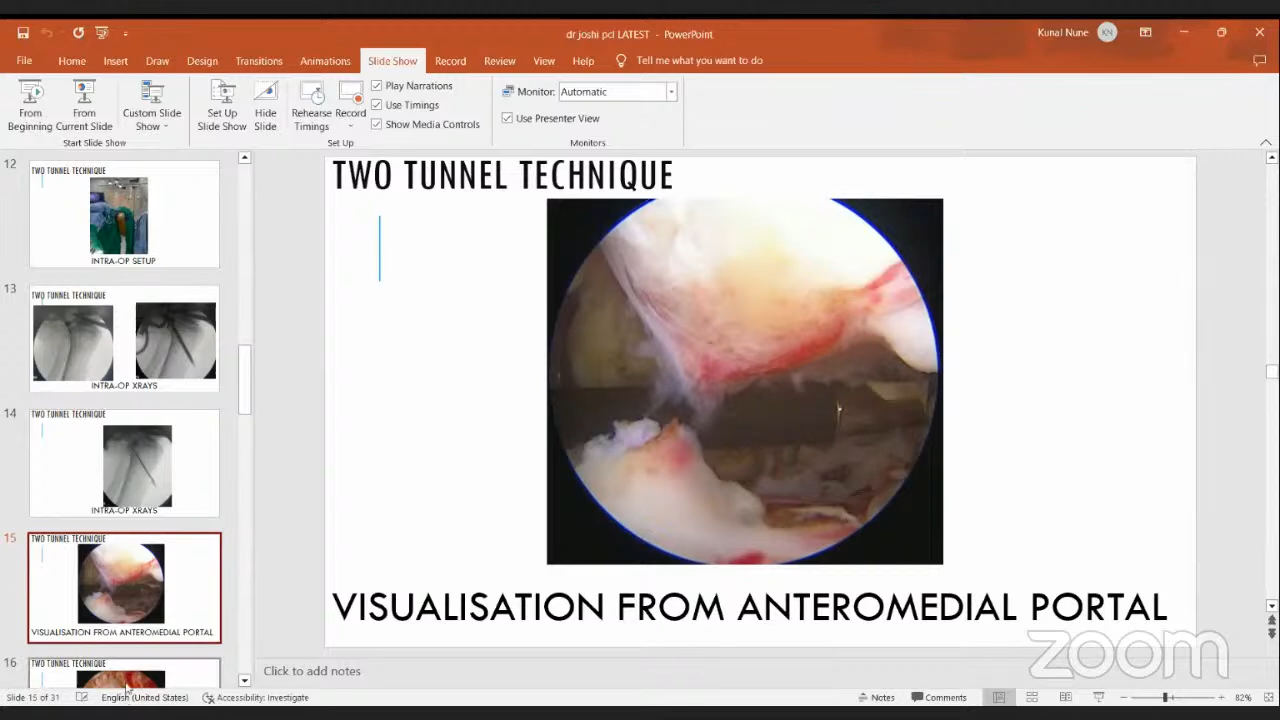 dr joshi pcl LATEST - PowerPoint
Kunal Nune KN
File Home Insert Draw Design Transitions Animations Slide Show Record Review View Help Tell me what you want to do
From Beginning
From Current Slide
Custom Slide Show
Set Up Slide Show
Hide Slide
Rehearse Timings
Record
Play Narrations
Use Timings
Show Media Controls
Monitor: Automatic
Use Presenter View
Start Slide Show
Set Up
Monitors
12
TWO TUNNEL TECHNIQUE
INTRA-OP SETUP
13
TWO TUNNEL TECHNIQUE
INTRA-OP XRAYS
14
TWO TUNNEL TECHNIQUE
INTRA-OP XRAYS
15
TWO TUNNEL TECHNIQUE
VISUALISATION FROM ANTEROMEDIAL PORTAL
16
TWO TUNNEL TECHNIQUE
TWO TUNNEL TECHNIQUE
VISUALISATION FROM ANTEROMEDIAL PORTAL
zoom
Click to add notes
Slide 15 of 31 English (United States) Accessibility: Investigate Notes Comments 82%